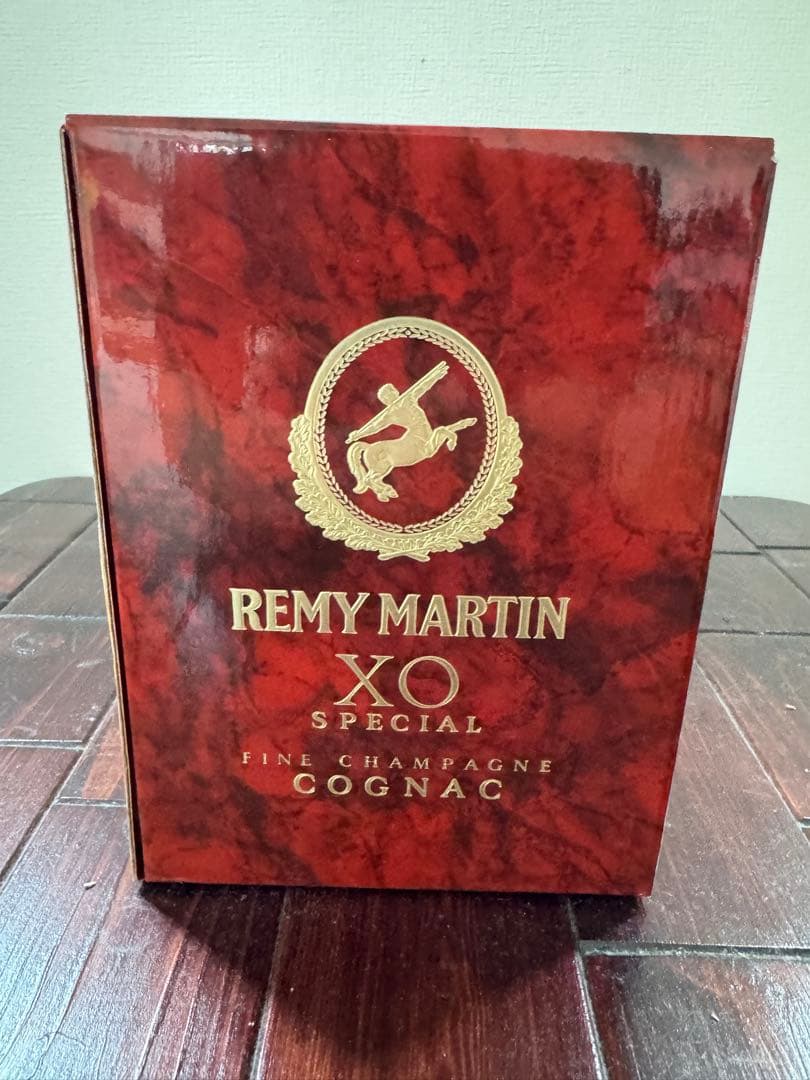 REMY MARTIN
XO
SPECIAL
FINE CHAMPAGNE
COGNAC